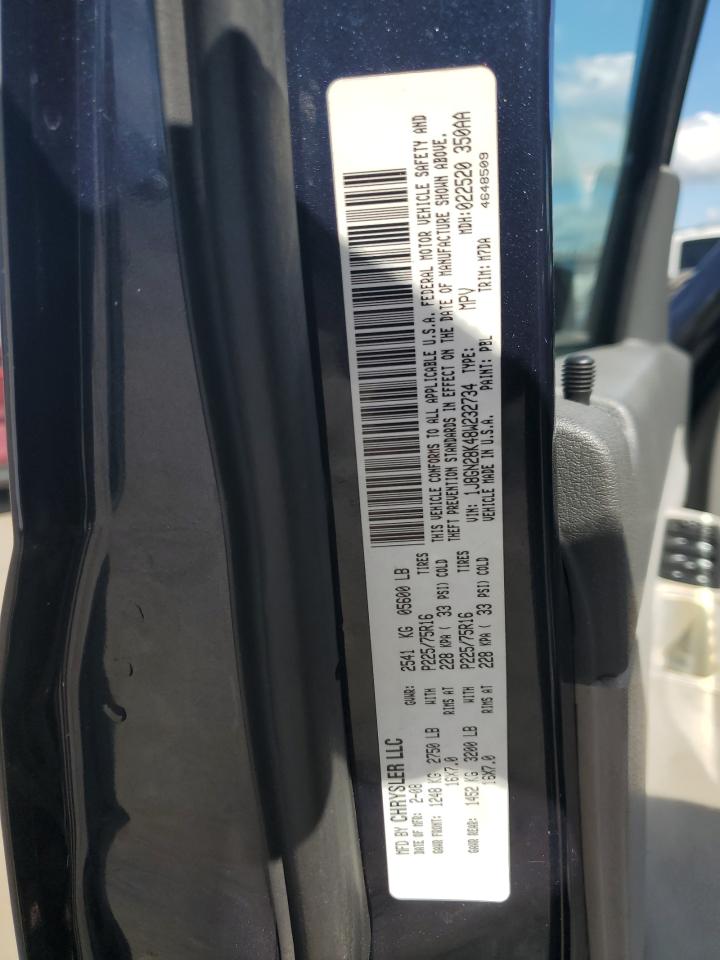 MFD BY CHRYSLER LLC
DATE OF MFR: 2-08 GVWR: 2541 KG 05600 LB
GAWR FRONT: 1248 KG 2750 LB WITH P225/75R16 TIRES
16X7.0 RIMS AT 228 KPA ( 33 PSI) COLD
GAWR REAR: 1452 KG 3200 LB WITH P225/75R16 TIRES
16X7.0 RIMS AT 228 KPA ( 33 PSI) COLD
THIS VEHICLE CONFORMS TO ALL APPLICABLE U.S.A. FEDERAL MOTOR VEHICLE SAFETY AND
THEFT PREVENTION STANDARDS IN EFFECT ON THE DATE OF MANUFACTURE SHOWN ABOVE.
VIN: 1J8GN28K48W232734 TYPE: MPV MDH:022520 350AA
VEHICLE MADE IN U.S.A. PAINT: PBL TRIM: M7DA 4648509